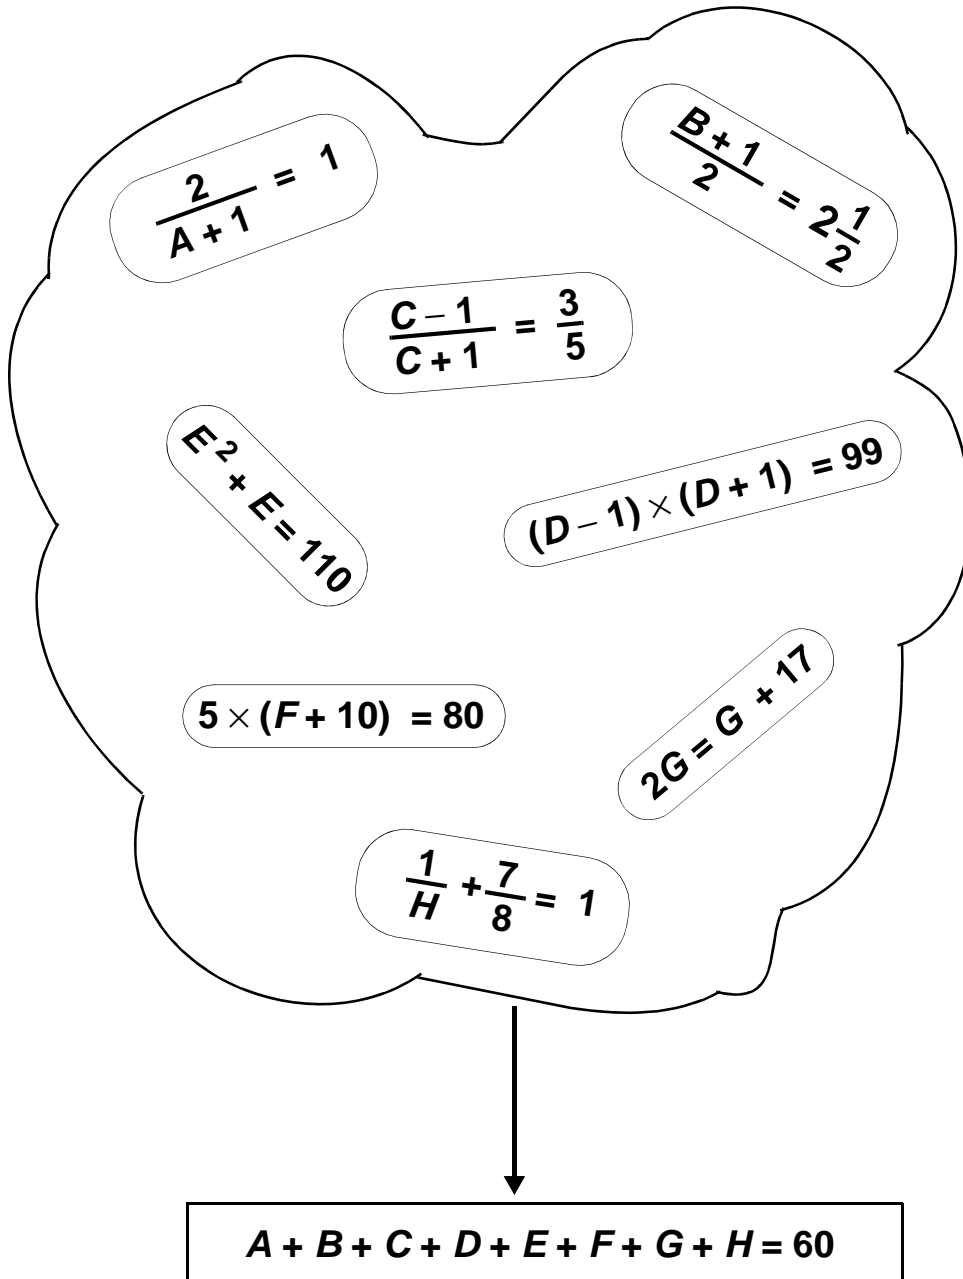 2/(A + 1) = 1
(B + 1)/2 = 2 1/2
(C – 1)/(C + 1) = 3/5
E² + E = 110
(D – 1) × (D + 1) = 99
5 × (F + 10) = 80
2G = G + 17
1/H + 7/8 = 1
A + B + C + D + E + F + G + H = 60